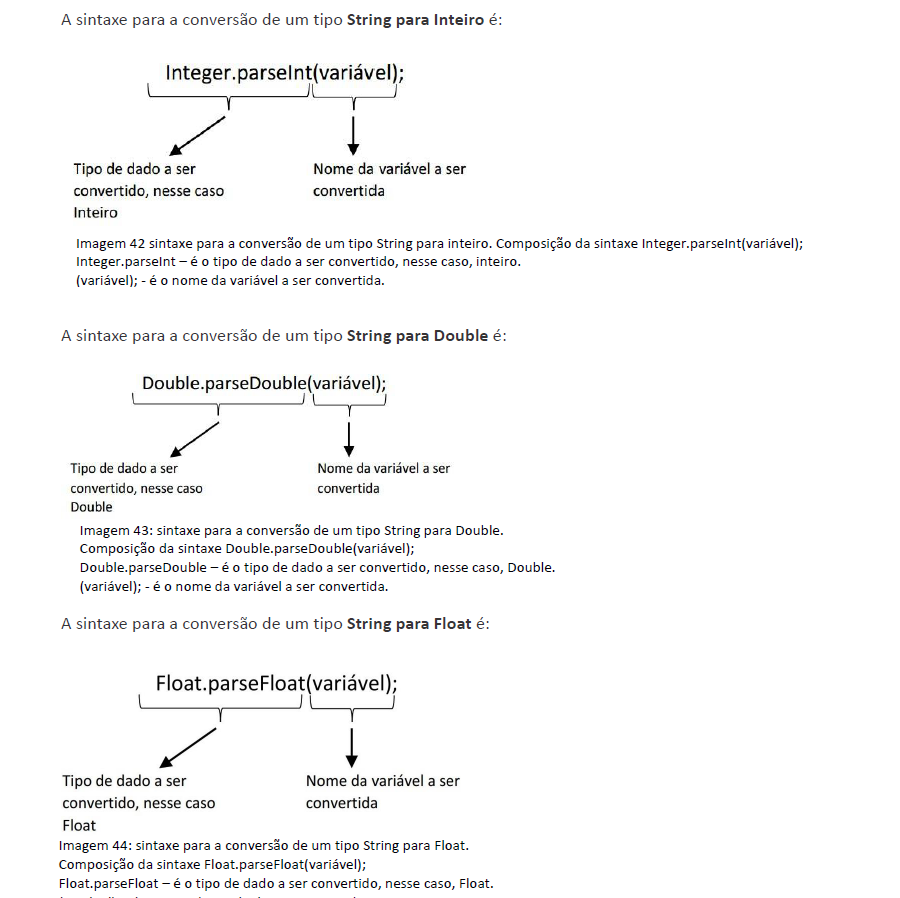 A sintaxe para a conversão de um tipo String para Inteiro é:
Integer.parseInt(variável);
Tipo de dado a ser
convertido, nesse caso
Inteiro
Nome da variável a ser
convertida
Imagem 42 sintaxe para a conversão de um tipo String para inteiro. Composição da sintaxe Integer.parseInt(variável);
Integer.parseInt – é o tipo de dado a ser convertido, nesse caso, inteiro.
(variável); - é o nome da variável a ser convertida.
A sintaxe para a conversão de um tipo String para Double é:
Double.parseDouble(variável);
Tipo de dado a ser
convertido, nesse caso
Double
Nome da variável a ser
convertida
Imagem 43: sintaxe para a conversão de um tipo String para Double.
Composição da sintaxe Double.parseDouble(variável);
Double.parseDouble – é o tipo de dado a ser convertido, nesse caso, Double.
(variável); - é o nome da variável a ser convertida.
A sintaxe para a conversão de um tipo String para Float é:
Float.parseFloat(variável);
Tipo de dado a ser
convertido, nesse caso
Float
Nome da variável a ser
convertida
Imagem 44: sintaxe para a conversão de um tipo String para Float.
Composição da sintaxe Float.parseFloat(variável);
Float.parseFloat – é o tipo de dado a ser convertido, nesse caso, Float.